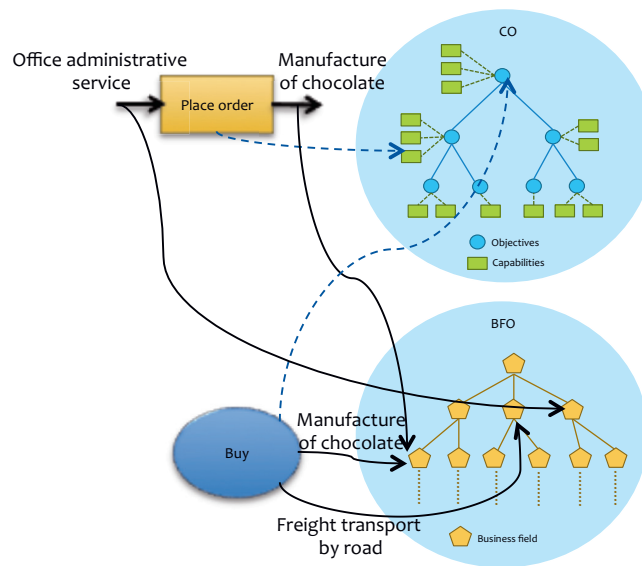 CO
Office administrative
service
Manufacture
of chocolate
Place order
Objectives
Capabilities
BFO
Manufacture
of chocolate
Buy
Freight transport
by road
Business field